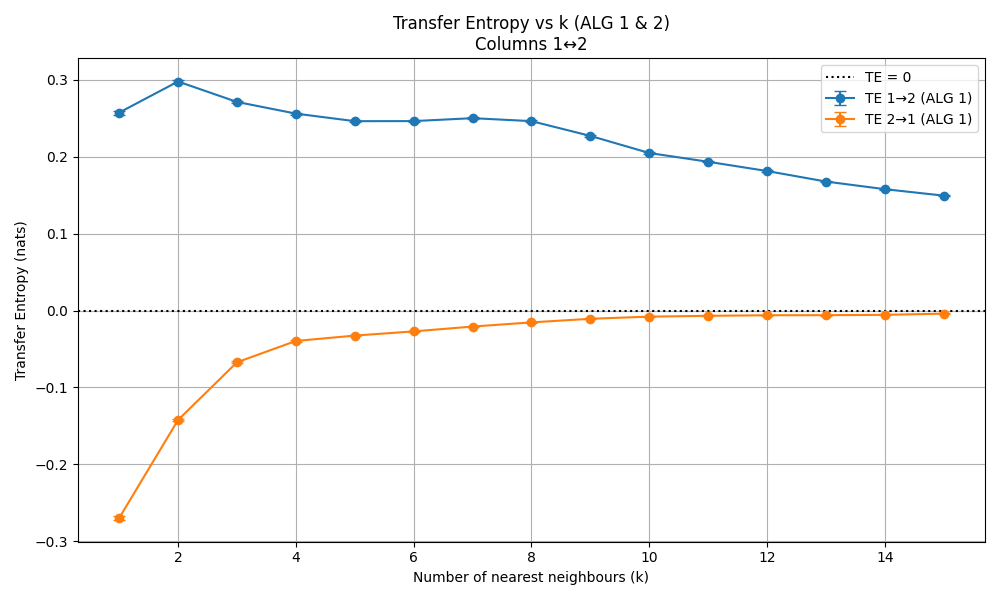 Transfer Entropy vs k (ALG 1 & 2)
Columns 1↔2
TE = 0
TE 1→2 (ALG 1)
TE 2→1 (ALG 1)
Transfer Entropy (nats)
0.3
0.2
0.1
0.0
−0.1
−0.2
−0.3
2 4 6 8 10 12 14
Number of nearest neighbours (k)